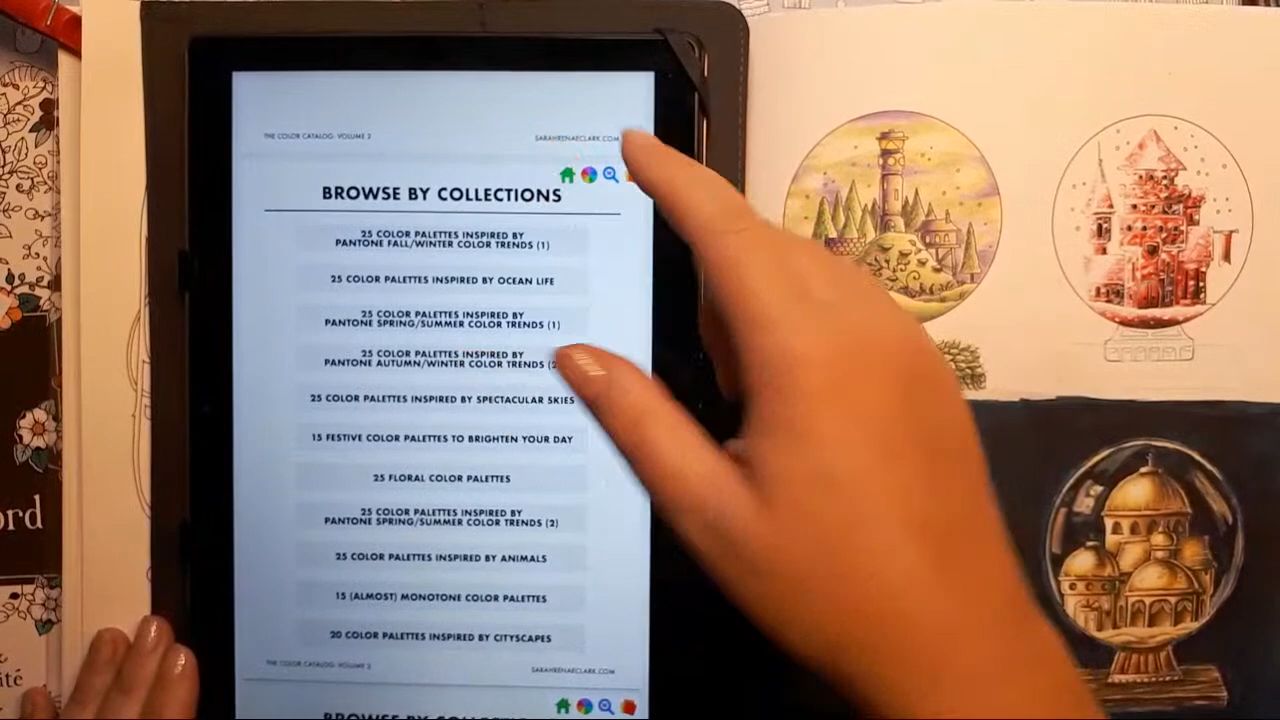 THE COLOR CATALOG: VOLUME 2
SARAHRENAECLARK.COM
BROWSE BY COLLECTIONS
25 COLOR PALETTES INSPIRED BY
PANTONE FALL/WINTER COLOR TRENDS (1)
25 COLOR PALETTES INSPIRED BY OCEAN LIFE
25 COLOR PALETTES INSPIRED BY
PANTONE SPRING/SUMMER COLOR TRENDS (1)
25 COLOR PALETTES INSPIRED BY
PANTONE AUTUMN/WINTER COLOR TRENDS (2
25 COLOR PALETTES INSPIRED BY SPECTACULAR SKIES
15 FESTIVE COLOR PALETTES TO BRIGHTEN YOUR DAY
25 FLORAL COLOR PALETTES
25 COLOR PALETTES INSPIRED BY
PANTONE SPRING/SUMMER COLOR TRENDS (2)
25 COLOR PALETTES INSPIRED BY ANIMALS
15 (ALMOST) MONOTONE COLOR PALETTES
20 COLOR PALETTES INSPIRED BY CITYSCAPES
THE COLOR CATALOG: VOLUME 2
SARAHRENAECLARK.COM
BROWSE BY COLLECTIONS
ord
té